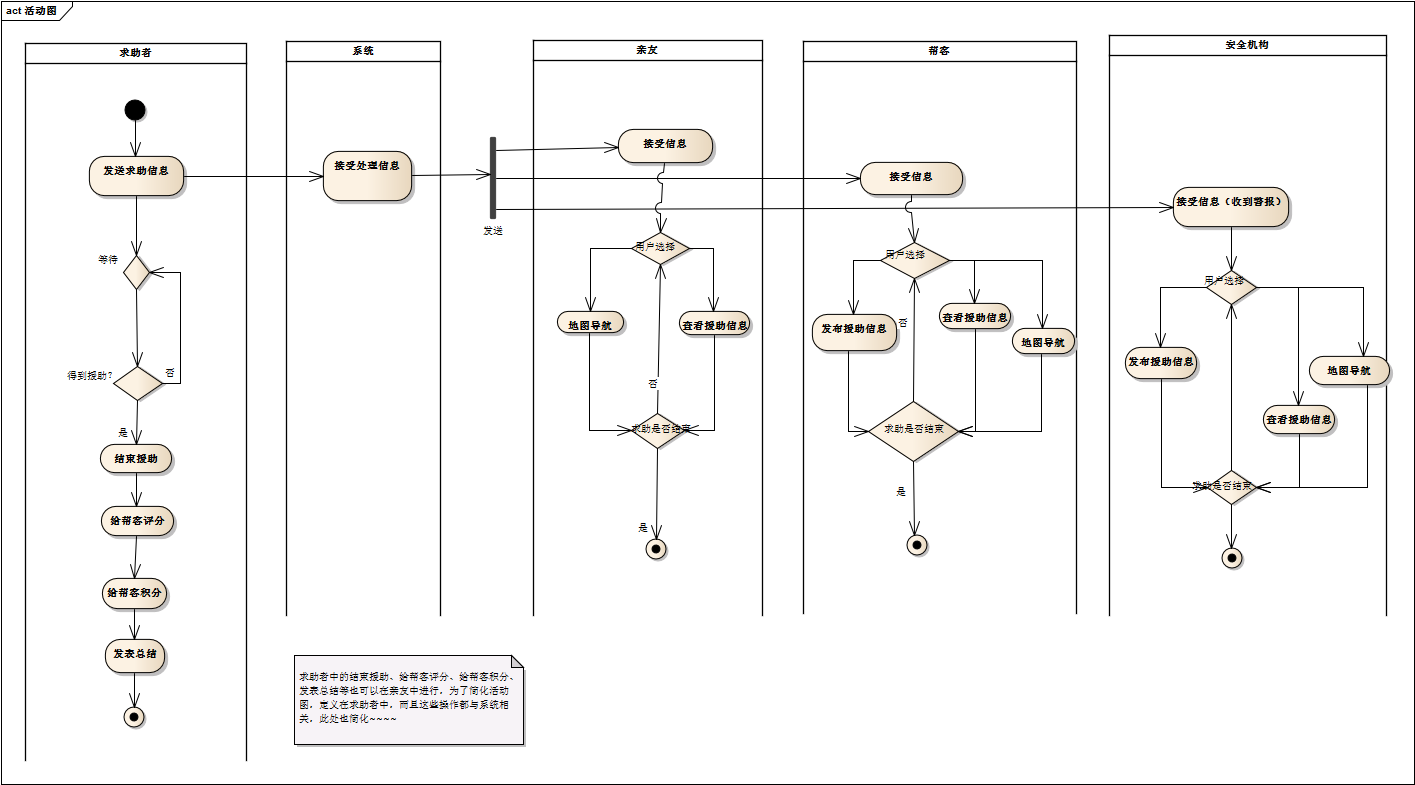 act 活动图
求助者
系统
亲友
帮客
安全机构
发送求助信息
等待
得到援助?
否
是
结束援助
给帮客评分
给帮客积分
发表总结
接受处理信息
发送
接受信息
用户选择
地图导航
查看援助信息
否
求助是否结束
是
接受信息
用户选择
发布援助信息
否
查看援助信息
地图导航
求助是否结束
是
接受信息（收到警报）
用户选择
发布援助信息
地图导航
查看援助信息
求助是否结束
求助者中的结束援助、给帮客评分、给帮客积分、
发表总结等也可以在亲友中进行，为了简化活动
图，定义在求助者中，而且这些操作都与系统相
关，此处也简化~~~~